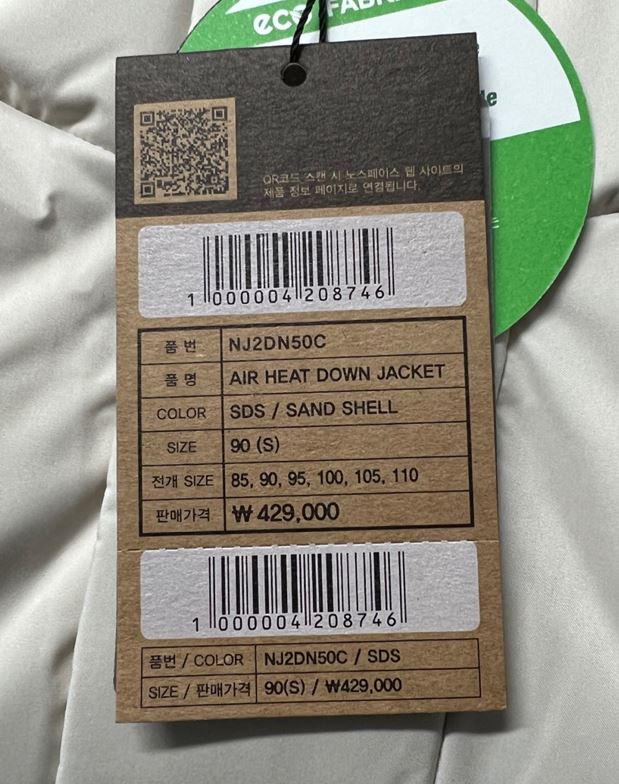 ECO FABRIC
QR코드 스캔 시 노스페이스 웹 사이트의
제품 정보 페이지로 연결됩니다.
1 000004 208746
품 번 NJ2DN50C
품 명 AIR HEAT DOWN JACKET
COLOR SDS / SAND SHELL
SIZE 90 (S)
전개 SIZE 85, 90, 95, 100, 105, 110
판매가격 ₩ 429,000
1 000004 208746
품번 / COLOR NJ2DN50C / SDS
SIZE / 판매가격 90(S) / ₩429,000